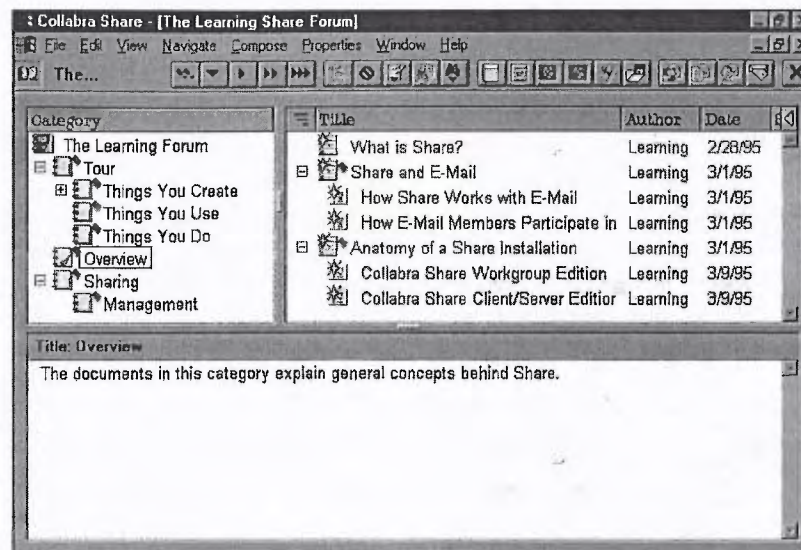 Collabra Share - [The Learning Share Forum]
File Edit View Navigate Compose Properties Window Help
The...
Category
The Learning Forum
Tour
Things You Create
Things You Use
Things You Do
Overview
Sharing
Management
Title Author Date
What is Share? Learning 2/28/95
Share and E-Mail Learning 3/1/95
How Share Works with E-Mail Learning 3/1/95
How E-Mail Members Participate in Learning 3/1/95
Anatomy of a Share Installation Learning 3/1/95
Collabra Share Workgroup Edition Learning 3/9/95
Collabra Share Client/Server Editior Learning 3/9/95
Title: Overview
The documents in this category explain general concepts behind Share.